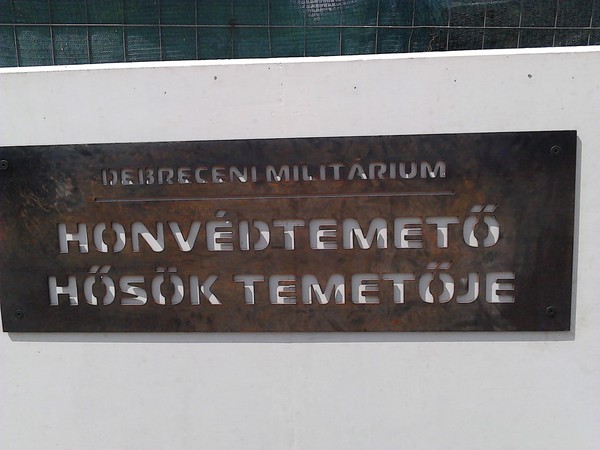 DEBRECENI MILITÁRIUM
HONVÉDTEMETŐ
HŐSÖK TEMETŐJE